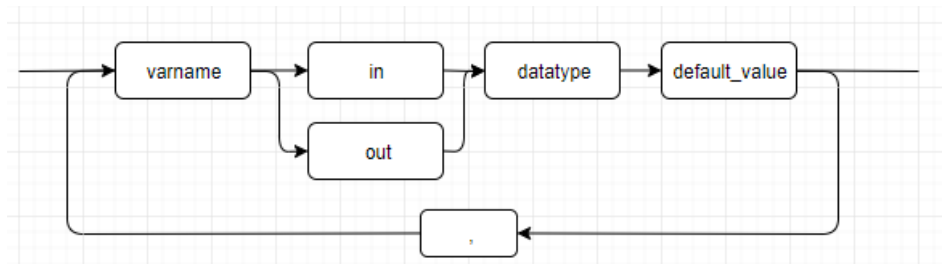 varname
in
datatype
default_value
out
,